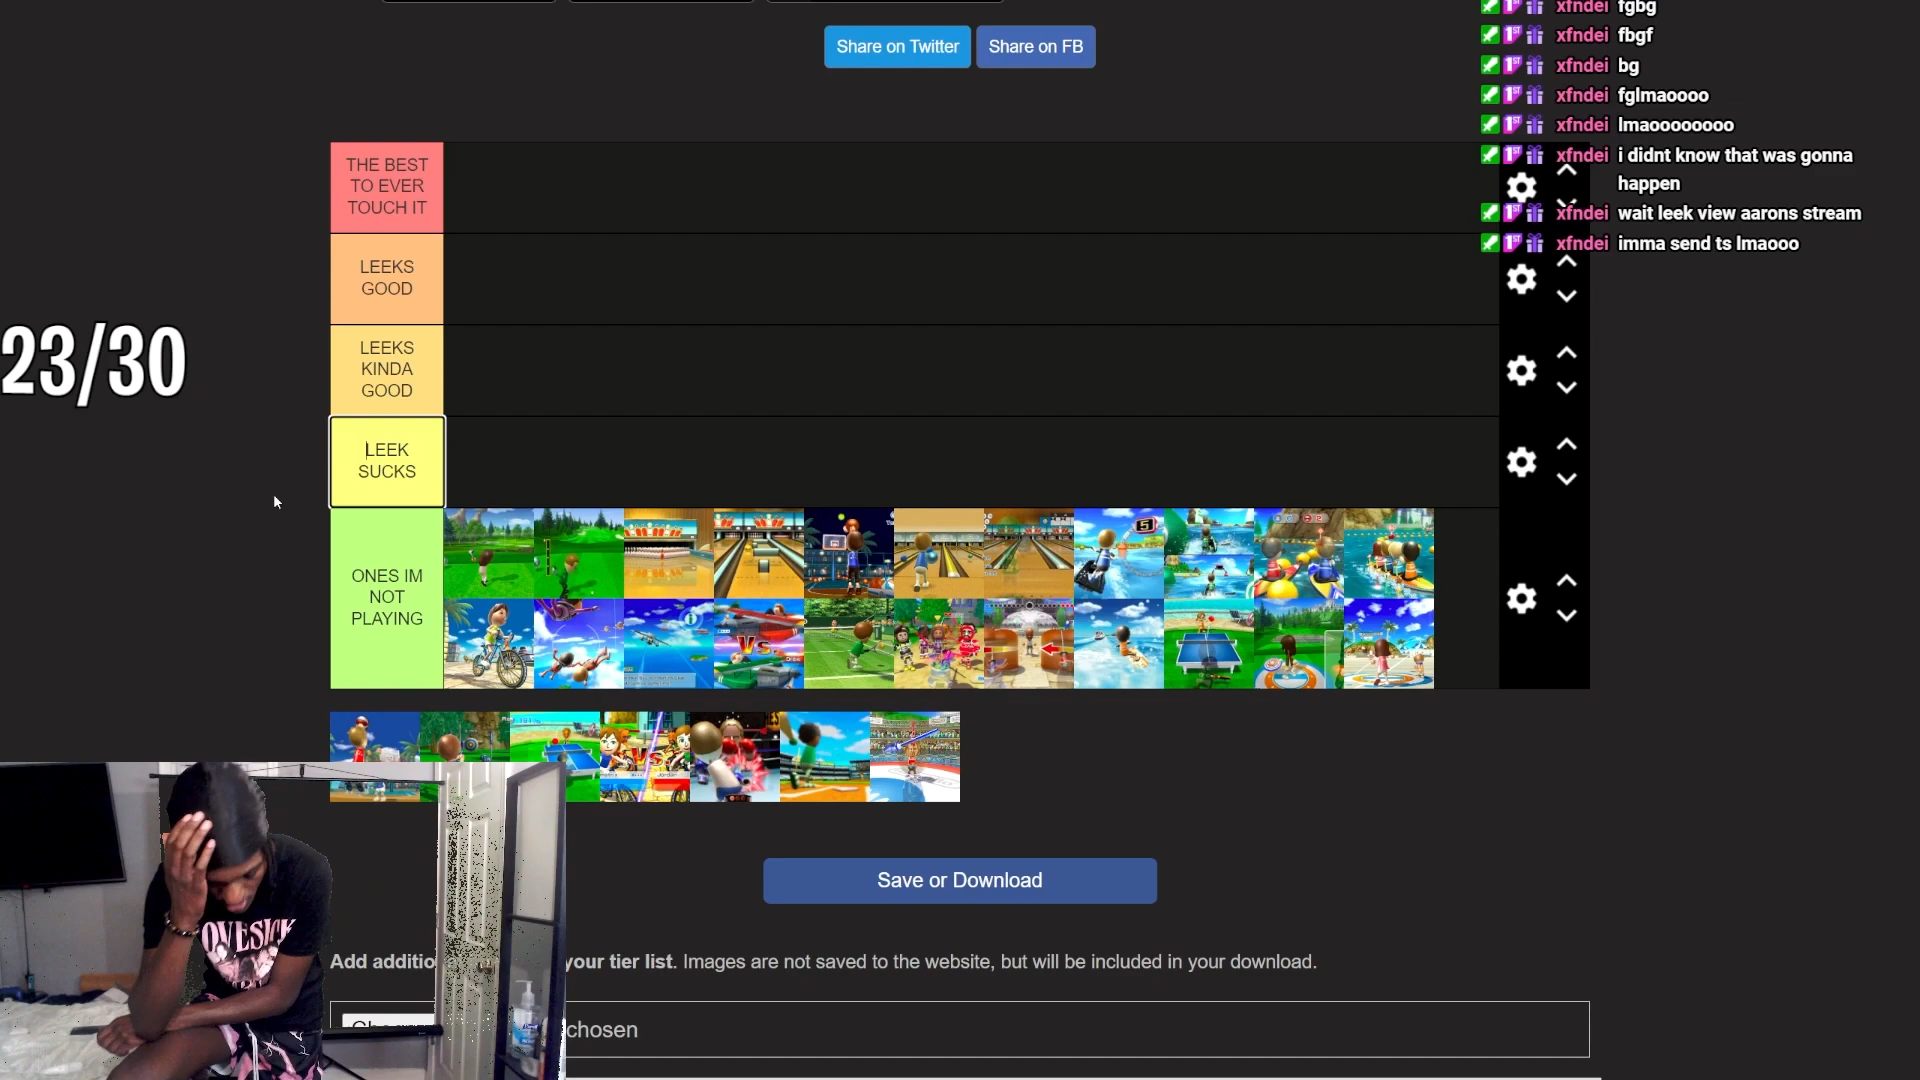 Share on Twitter
Share on FB
xfndei fgbg
xfndei fbgf
xfndei bg
xfndei fglmaoooo
xfndei lmaoooooooo
xfndei i didnt know that was gonna
happen
xfndei wait leek view aarons stream
xfndei imma send ts lmaooo
THE BEST
TO EVER
TOUCH IT
LEEKS
GOOD
LEEKS
KINDA
GOOD
23/30
LEEK
SUCKS
ONES IM
NOT
PLAYING
Save or Download
Add additio
your tier list. Images are not saved to the website, but will be included in your download.
chosen